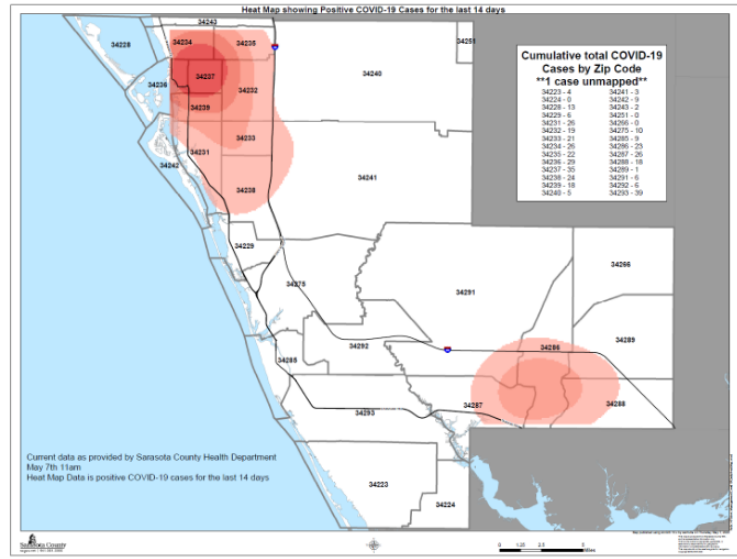 Heat Map showing Positive COVID-19 Cases for the last 14 days
34243
34228
34234
34235
34251
34240
34237
34236
34232
34239
34233
34231
34242
34238
34241
34229
34275
34266
34291
34292
34286
34289
34285
34287
34288
34293
34223
34224
Cumulative total COVID-19
Cases by Zip Code
**1 case unmapped**
34223 - 4 34241 - 3
34224 - 0 34242 - 9
34228 - 13 34243 - 2
34229 - 6 34251 - 0
34231 - 26 34266 - 0
34232 - 19 34275 - 10
34233 - 21 34285 - 9
34234 - 26 34286 - 23
34235 - 22 34287 - 26
34236 - 29 34288 - 18
34237 - 35 34289 - 1
34238 - 24 34291 - 6
34239 - 18 34292 - 6
34240 - 5 34293 - 39
Current data as provided by Sarasota County Health Department
May 7th 11am
Heat Map Data is positive COVID-19 cases for the last 14 days
Sarasota County
0 1.25 2.5 5 Miles